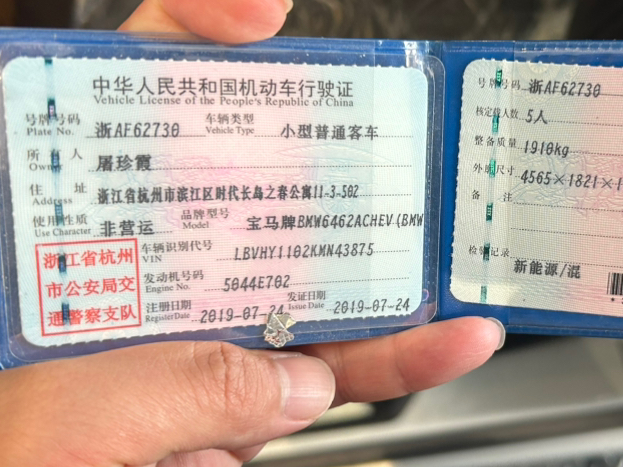 中华人民共和国机动车行驶证
Vehicle License of the People's Republic of China
号牌号码 浙AF62730 车辆类型 小型普通客车
Plate No. Vehicle Type
所有人 屠珍霞
Owner
住址 浙江省杭州市滨江区时代长岛之春公寓11-3-502
Address
使用性质 非营运 品牌型号 宝马牌BMW6462ACHEV(BMW
Use Character Model
浙江省杭州
市公安局交
通警察支队
车辆识别代号 LBVHY1102KMN43875
VIN
发动机号码 5044E702
Engine No.
注册日期 2019-07-24 发证日期 2019-07-24
Register Date Issue Date
号牌号码 浙AF62730
核定载人数 5人
整备质量 1910kg
外廓尺寸 4565×1821×1
备注
检验记录
新能源/混